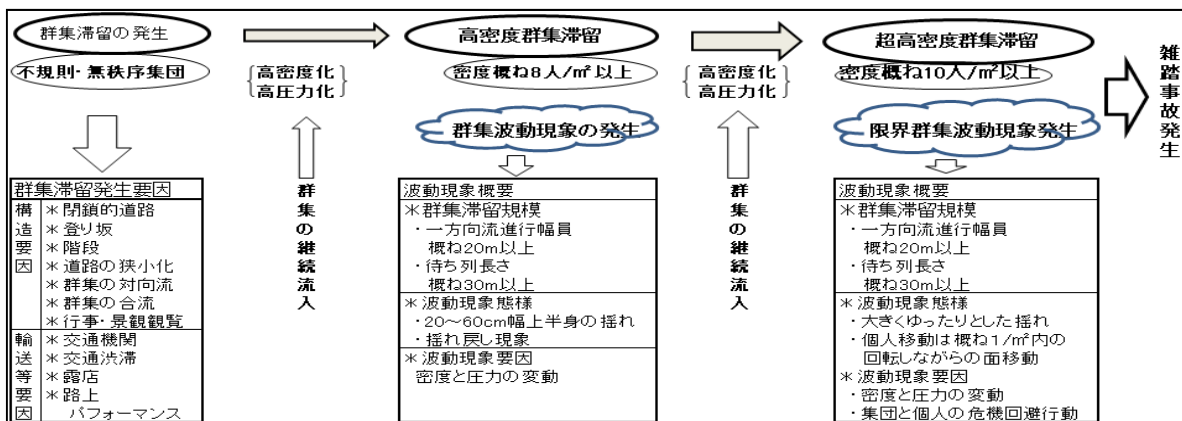 群集滞留の発生
不規則・無秩序集団
高密度化
高圧力化
群集の継続流入
高密度群集滞留
密度概ね8人/㎡以上
群集波動現象の発生
高密度化
高圧力化
群集の継続流入
超高密度群集滞留
密度概ね10人/㎡以上
限界群集波動現象発生
雑踏事故発生
群集滞留発生要因
構造要因
＊閉鎖的道路
＊登り坂
＊階段
＊道路の狭小化
＊群集の対向流
＊群集の合流
＊行事・景観観覧
輸送等要因
＊交通機関
＊交通渋滞
＊露店
＊路上
パフォーマンス
波動現象概要
＊群集滞留規模
・一方向流進行幅員
概ね20m以上
・待ち列長さ
概ね30m以上
＊波動現象態様
・20～60cm幅上半身の揺れ
・揺れ戻し現象
＊波動現象要因
密度と圧力の変動
波動現象概要
＊群集滞留規模
・一方向流進行幅員
概ね20m以上
・待ち列長さ
概ね30m以上
＊波動現象態様
・大きくゆったりとした揺れ
・個人移動は概ね1/㎡内の
回転しながらの面移動
＊波動現象要因
・密度と圧力の変動
・集団と個人の危機回避行動